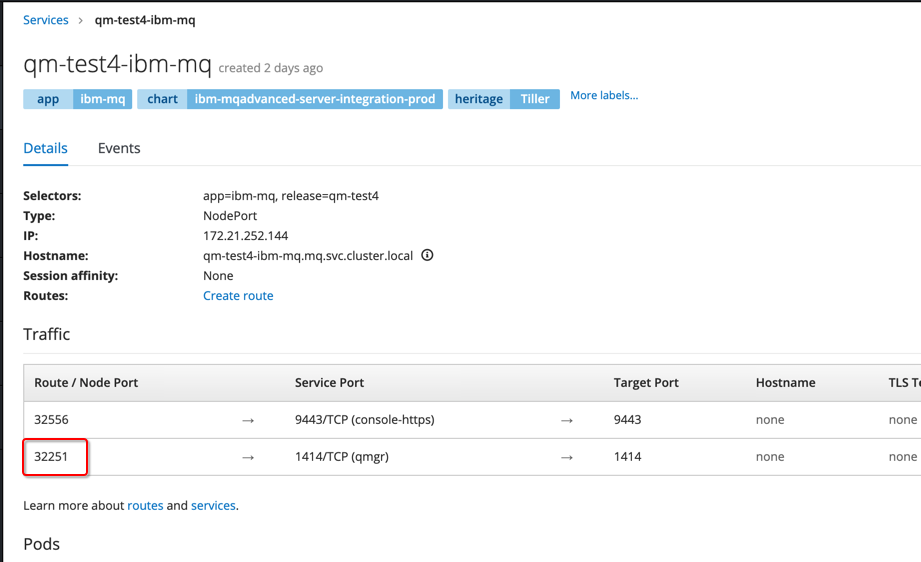 Services > qm-test4-ibm-mq
qm-test4-ibm-mq created 2 days ago
app ibm-mq chart ibm-mqadvanced-server-integration-prod heritage Tiller More labels...
Details Events
Selectors: app=ibm-mq, release=qm-test4
Type: NodePort
IP: 172.21.252.144
Hostname: qm-test4-ibm-mq.mq.svc.cluster.local
Session affinity: None
Routes: Create route
Traffic
Route / Node Port Service Port Target Port Hostname TLS
32556 → 9443/TCP (console-https) → 9443 none none
32251 → 1414/TCP (qmgr) → 1414 none none
Learn more about routes and services.
Pods